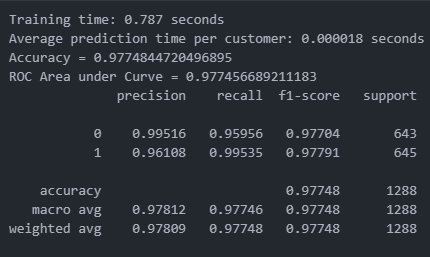 Training time: 0.787 seconds
Average prediction time per customer: 0.000018 seconds
Accuracy = 0.9774844720496895
ROC Area under Curve = 0.977456689211183
precision recall f1-score support
0 0.99516 0.95956 0.97704 643
1 0.96108 0.99535 0.97791 645
accuracy 0.97748 1288
macro avg 0.97812 0.97746 0.97748 1288
weighted avg 0.97809 0.97748 0.97748 1288